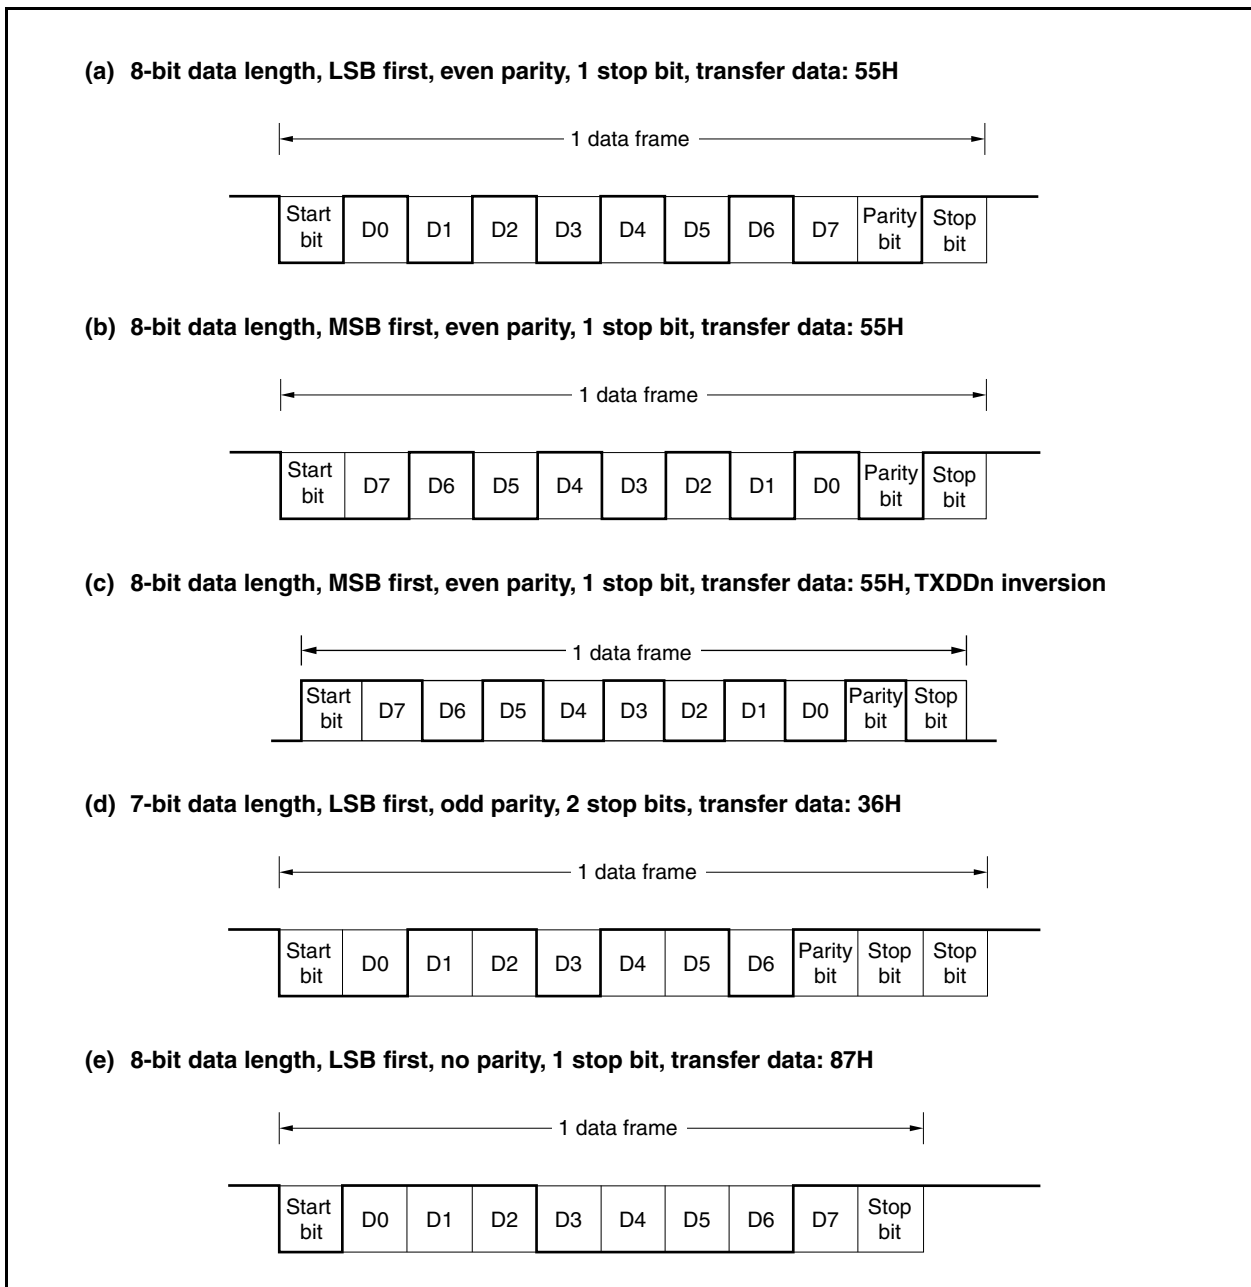 (a) 8-bit data length, LSB first, even parity, 1 stop bit, transfer data: 55H
1 data frame
Start bit D0 D1 D2 D3 D4 D5 D6 D7 Parity bit Stop bit
(b) 8-bit data length, MSB first, even parity, 1 stop bit, transfer data: 55H
1 data frame
Start bit D7 D6 D5 D4 D3 D2 D1 D0 Parity bit Stop bit
(c) 8-bit data length, MSB first, even parity, 1 stop bit, transfer data: 55H, TXDDn inversion
1 data frame
Start bit D7 D6 D5 D4 D3 D2 D1 D0 Parity bit Stop bit
(d) 7-bit data length, LSB first, odd parity, 2 stop bits, transfer data: 36H
1 data frame
Start bit D0 D1 D2 D3 D4 D5 D6 Parity bit Stop bit Stop bit
(e) 8-bit data length, LSB first, no parity, 1 stop bit, transfer data: 87H
1 data frame
Start bit D0 D1 D2 D3 D4 D5 D6 D7 Stop bit